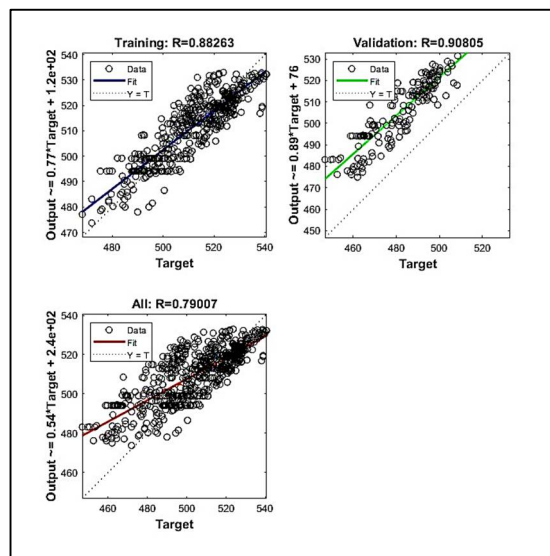 Training: R=0.88263
Output ~= 0.77*Target + 1.2e+02
540
530
520
510
500
490
480
470
Data
Fit
Y = T
480
500
520
540
Target
Validation: R=0.90805
Output ~= 0.89*Target + 76
530
520
510
500
490
480
470
460
450
Data
Fit
Y = T
460
480
500
520
Target
All: R=0.79007
Output ~= 0.54*Target + 2.4e+02
540
520
500
480
460
Data
Fit
Y = T
460
480
500
520
540
Target